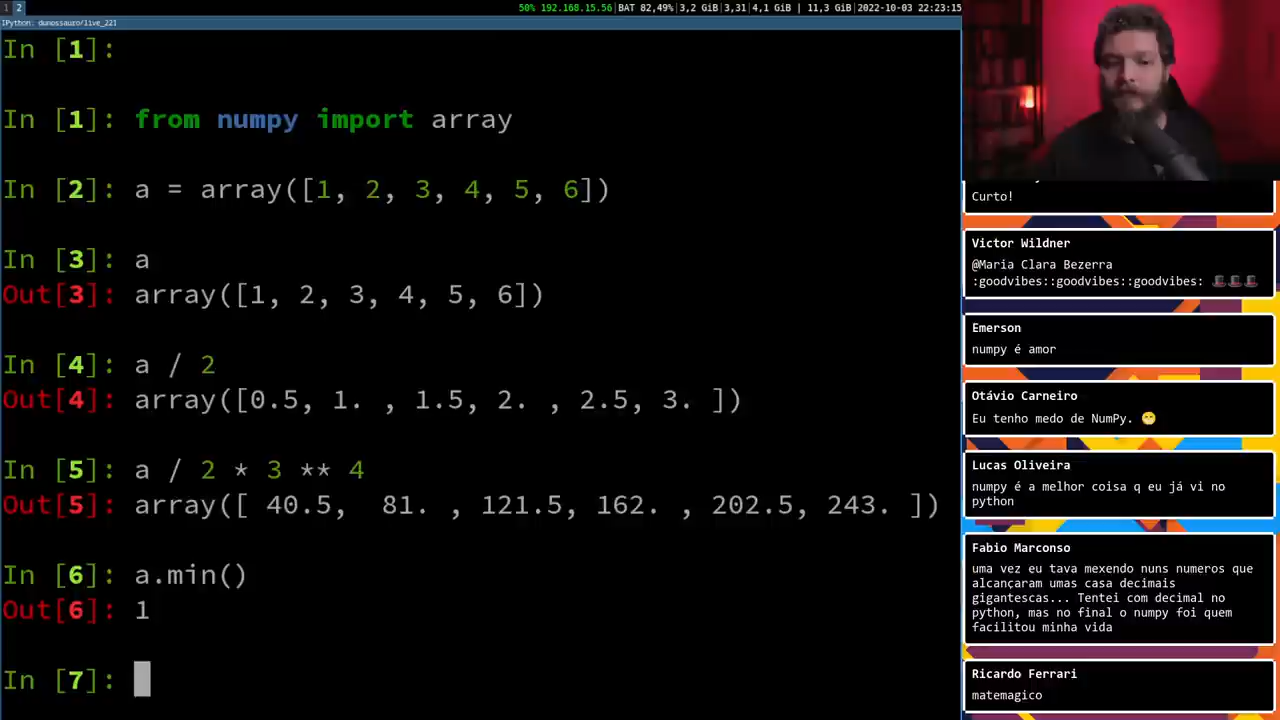 1 2
50% 192.168.15.56|BAT 82,49%|3,2 GiB|3,31|4,1 GiB | 11,3 GiB|2022-10-03 22:23:15
IPython: dunossauro/live_221
In [1]:
In [1]: from numpy import array
In [2]: a = array([1, 2, 3, 4, 5, 6])
In [3]: a
Out[3]: array([1, 2, 3, 4, 5, 6])
In [4]: a / 2
Out[4]: array([0.5, 1. , 1.5, 2. , 2.5, 3. ])
In [5]: a / 2 * 3 ** 4
Out[5]: array([ 40.5,  81. , 121.5, 162. , 202.5, 243. ])
In [6]: a.min()
Out[6]: 1
In [7]:
Curto!
Victor Wildner
@Maria Clara Bezerra
:goodvibes::goodvibes::goodvibes: 🎩🎩🎩
Emerson
numpy é amor
Otávio Carneiro
Eu tenho medo de NumPy. 😁
Lucas Oliveira
numpy é a melhor coisa q eu já vi no
python
Fabio Marconso
uma vez eu tava mexendo nuns numeros que
alcançaram umas casa decimais
gigantescas... Tentei com decimal no
python, mas no final o numpy foi quem
facilitou minha vida
Ricardo Ferrari
matemagico